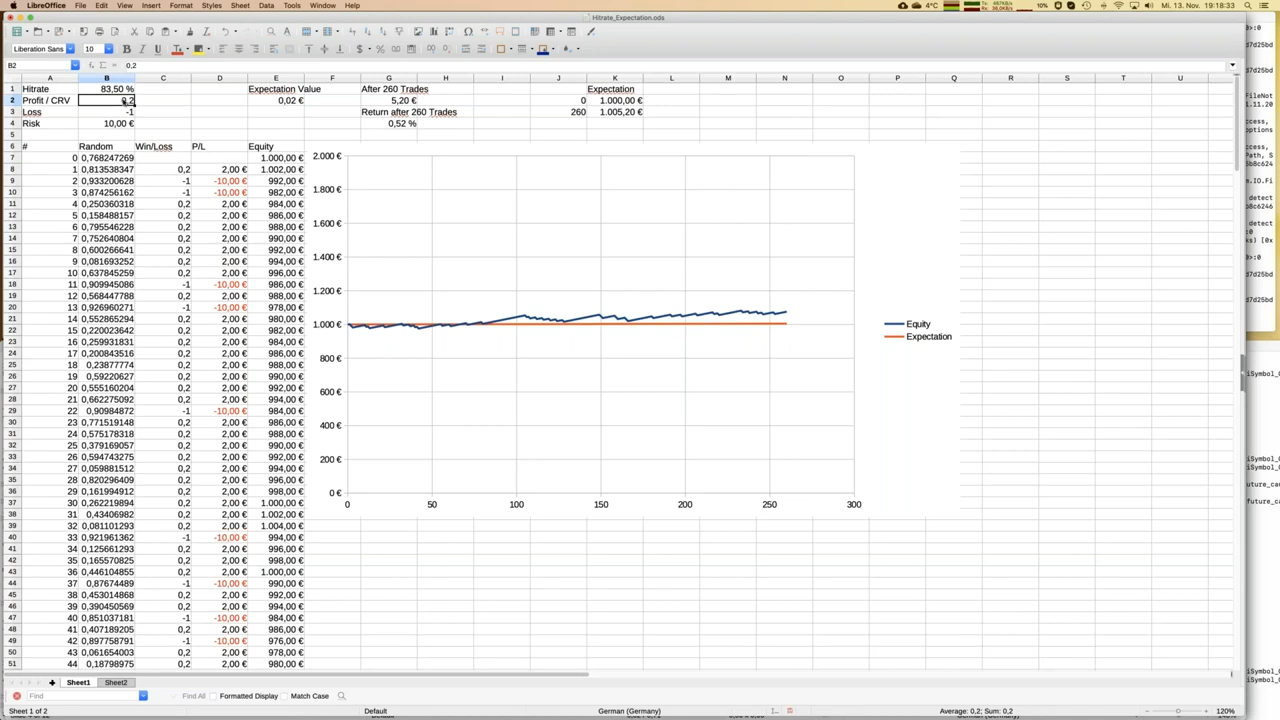 LibreOffice File Edit View Insert Format Styles Sheet Data Tools Window Help
4°C 10% Mi. 13. Nov. 19:18:33
Hitrate_Expectation.ods
Liberation Sans 10
B2 0,2
A B C D E F G H I J K L M N O P Q R S T U
1 Hitrate 83,50 % Expectation Value After 260 Trades Expectation
2 Profit / CRV 0,2 0,02 € 5,20 € 0 1.000,00 €
3 Loss -1 Return after 260 Trades 260 1.005,20 €
4 Risk 10,00 € 0,52 %
5
6 # Random Win/Loss P/L Equity
7 0 0,768247269 1.000,00 €
8 1 0,813538347 0,2 2,00 € 1.002,00 €
9 2 0,933200628 -1 -10,00 € 992,00 €
10 3 0,874256162 -1 -10,00 € 982,00 €
11 4 0,250360318 0,2 2,00 € 984,00 €
12 5 0,158488157 0,2 2,00 € 986,00 €
13 6 0,795546228 0,2 2,00 € 988,00 €
14 7 0,752640804 0,2 2,00 € 990,00 €
15 8 0,600266641 0,2 2,00 € 992,00 €
16 9 0,081693252 0,2 2,00 € 994,00 €
17 10 0,637845259 0,2 2,00 € 996,00 €
18 11 0,909945086 -1 -10,00 € 986,00 €
19 12 0,568447788 0,2 2,00 € 988,00 €
20 13 0,926960271 -1 -10,00 € 978,00 €
21 14 0,552865294 0,2 2,00 € 980,00 €
22 15 0,220023642 0,2 2,00 € 982,00 €
23 16 0,259931831 0,2 2,00 € 984,00 €
24 17 0,200843516 0,2 2,00 € 986,00 €
25 18 0,23877774 0,2 2,00 € 988,00 €
26 19 0,59220627 0,2 2,00 € 990,00 €
27 20 0,555160204 0,2 2,00 € 992,00 €
28 21 0,662275092 0,2 2,00 € 994,00 €
29 22 0,90984872 -1 -10,00 € 984,00 €
30 23 0,771519148 0,2 2,00 € 986,00 €
31 24 0,575178318 0,2 2,00 € 988,00 €
32 25 0,379169057 0,2 2,00 € 990,00 €
33 26 0,594743275 0,2 2,00 € 992,00 €
34 27 0,059881512 0,2 2,00 € 994,00 €
35 28 0,820296409 0,2 2,00 € 996,00 €
36 29 0,161994912 0,2 2,00 € 998,00 €
37 30 0,262219894 0,2 2,00 € 1.000,00 €
38 31 0,43406982 0,2 2,00 € 1.002,00 €
39 32 0,081101293 0,2 2,00 € 1.004,00 €
40 33 0,921961362 -1 -10,00 € 994,00 €
41 34 0,125661293 0,2 2,00 € 996,00 €
42 35 0,165570825 0,2 2,00 € 998,00 €
43 36 0,446104855 0,2 2,00 € 1.000,00 €
44 37 0,87674489 -1 -10,00 € 990,00 €
45 38 0,453014868 0,2 2,00 € 992,00 €
46 39 0,390450569 0,2 2,00 € 994,00 €
47 40 0,851037181 -1 -10,00 € 984,00 €
48 41 0,407189205 0,2 2,00 € 986,00 €
49 42 0,897758791 -1 -10,00 € 976,00 €
50 43 0,061654003 0,2 2,00 € 978,00 €
51 44 0,18798975 0,2 2,00 € 980,00 €
2.000 €
1.800 €
1.600 €
1.400 €
1.200 €
1.000 €
800 €
600 €
400 €
200 €
0 €
0 50 100 150 200 250 300
Equity
Expectation
Sheet1 Sheet2
Find Find All Formatted Display Match Case
Sheet 1 of 2 Default German (Germany) Average: 0,2; Sum: 0,2 120%